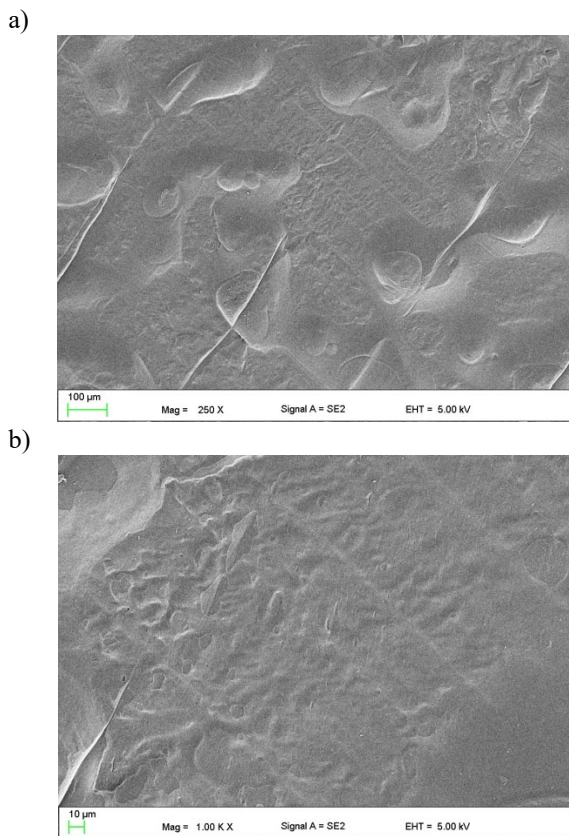 a)
100 µm
Mag = 250 X Signal A = SE2 EHT = 5.00 kV
b)
10 µm
Mag = 1.00 K X Signal A = SE2 EHT = 5.00 kV